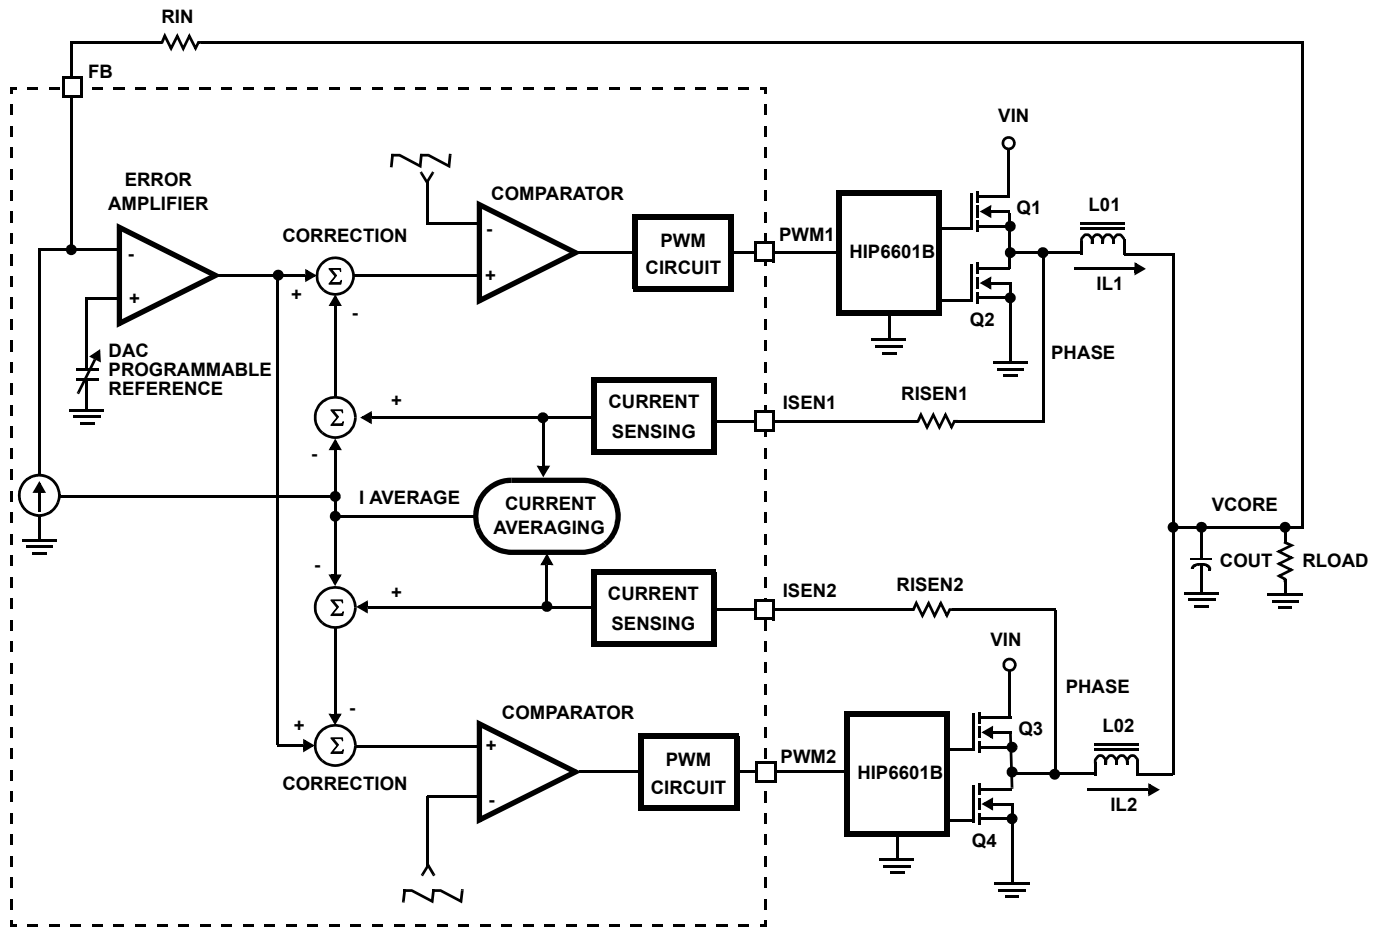 RIN
FB
VIN
ERROR
AMPLIFIER
-
+
CORRECTION
+
Σ
-
COMPARATOR
-
+
PWM
CIRCUIT
PWM1
HIP6601B
Q1
Q2
L01
IL1
PHASE
DAC
PROGRAMMABLE
REFERENCE
Σ
+
-
CURRENT
SENSING
ISEN1
RISEN1
I AVERAGE
CURRENT
AVERAGING
VCORE
COUT
RLOAD
-
Σ
+
CURRENT
SENSING
ISEN2
RISEN2
VIN
PHASE
-
+
Σ
CORRECTION
COMPARATOR
+
-
PWM
CIRCUIT
PWM2
HIP6601B
Q3
Q4
L02
IL2